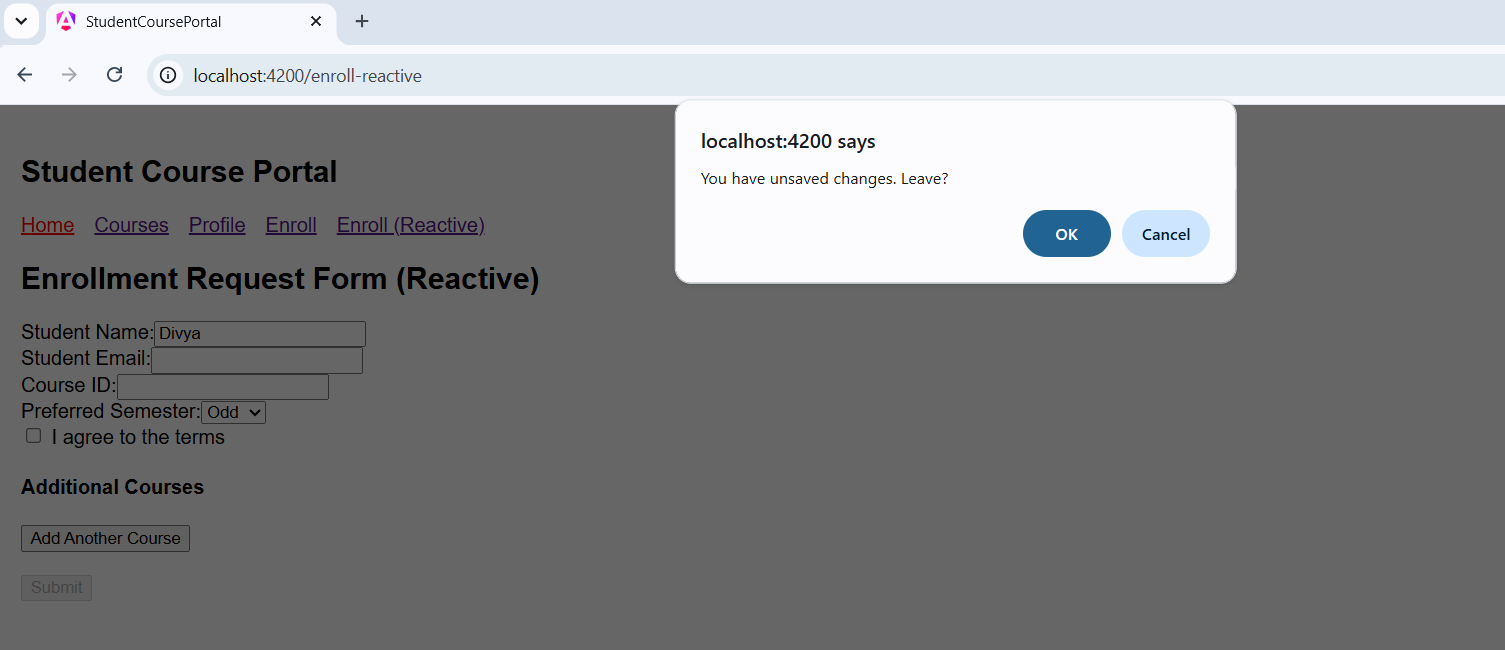 StudentCoursePortal
localhost:4200/enroll-reactive
localhost:4200 says
You have unsaved changes. Leave?
OK Cancel
Student Course Portal
Home Courses Profile Enroll Enroll (Reactive)
Enrollment Request Form (Reactive)
Student Name: Divya
Student Email:
Course ID:
Preferred Semester: Odd
I agree to the terms
Additional Courses
Add Another Course
Submit